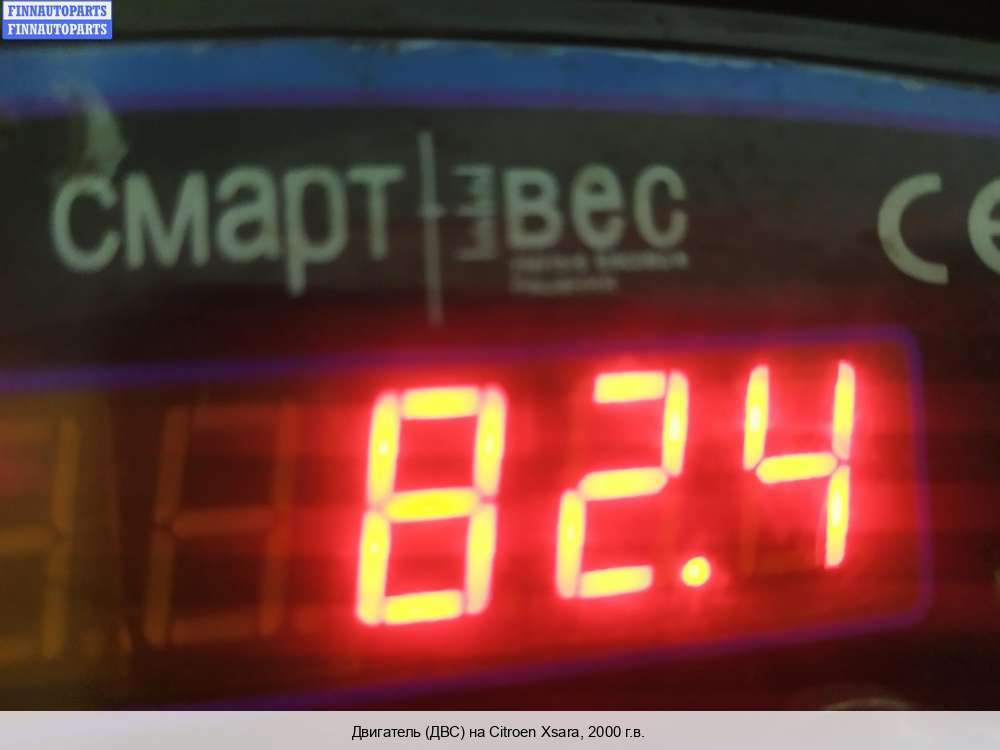 FINNAUTOPARTS
FINNAUTOPARTS
смарт вес
CE
82.4
Двигатель (ДВС) на Citroen Xsara, 2000 г.в.